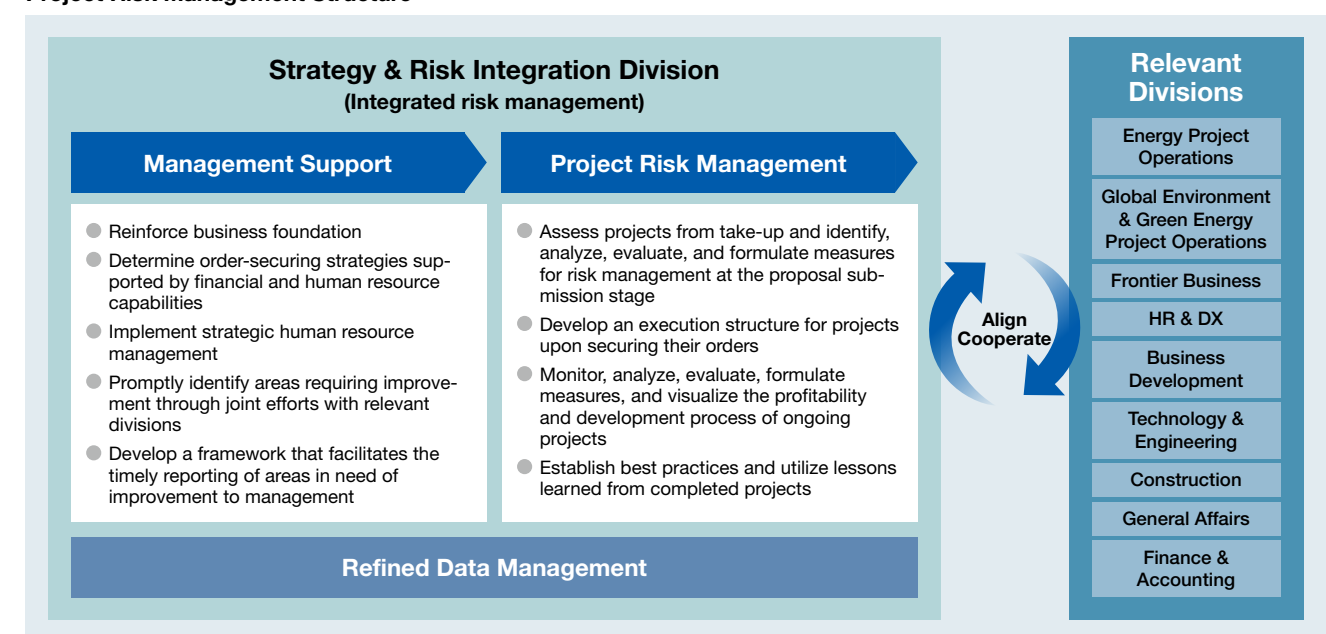 Project Risk Management Structure
Strategy & Risk Integration Division
(Integrated risk management)
Management Support
Reinforce business foundation
Determine order-securing strategies sup-
ported by financial and human resource
capabilities
Implement strategic human resource
management
Promptly identify areas requiring improve-
ment through joint efforts with relevant
divisions
Develop a framework that facilitates the
timely reporting of areas in need of
improvement to management
Project Risk Management
Assess projects from take-up and identify,
analyze, evaluate, and formulate measures
for risk management at the proposal sub-
mission stage
Develop an execution structure for projects
upon securing their orders
Monitor, analyze, evaluate, formulate
measures, and visualize the profitability
and development process of ongoing
projects
Establish best practices and utilize lessons
learned from completed projects
Refined Data Management
Align
Cooperate
Relevant
Divisions
Energy Project
Operations
Global Environment
& Green Energy
Project Operations
Frontier Business
HR & DX
Business
Development
Technology &
Engineering
Construction
General Affairs
Finance &
Accounting